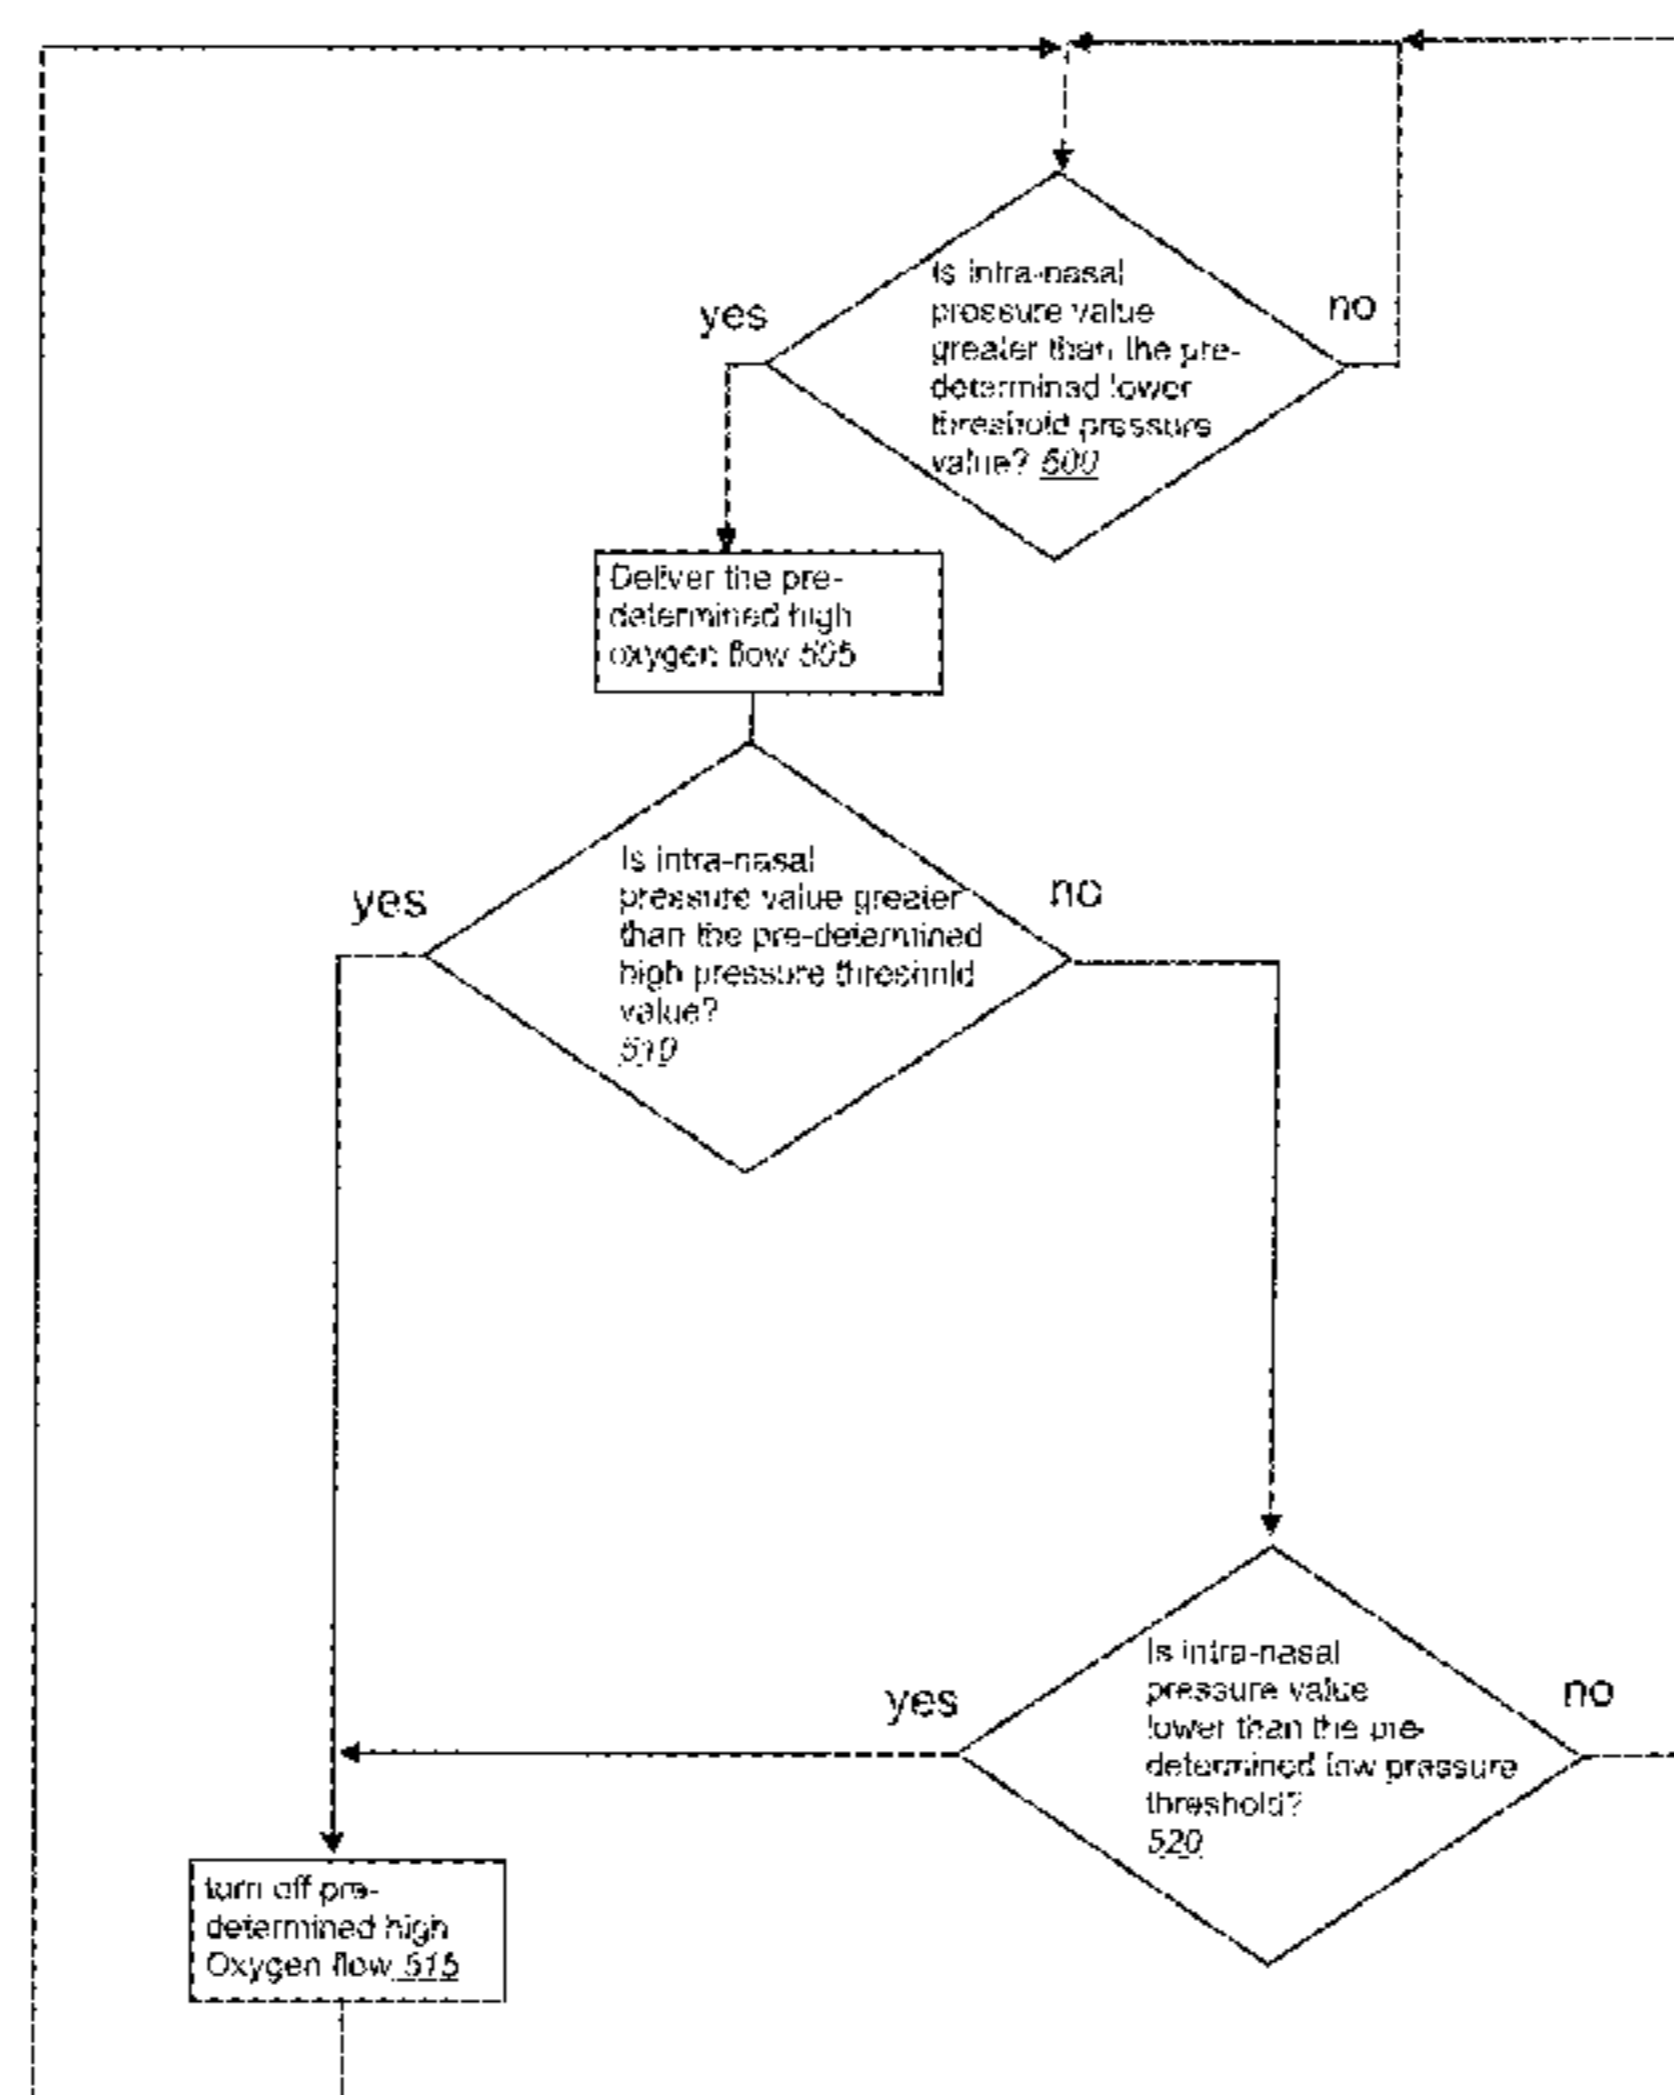 Is intra-nasal
pressure value
greater than the pre-
determined lower
threshold pressure
value? 500
yes
no
Deliver the pre-
determined high
oxygen flow 505
Is intra-nasal
pressure value greater
than the pre-determined
high pressure threshold
value?
510
yes
no
Is intra-nasal
pressure value
lower than the pre-
determined low pressure
threshold?
520
yes
no
turn off pre-
determined high
Oxygen flow 515